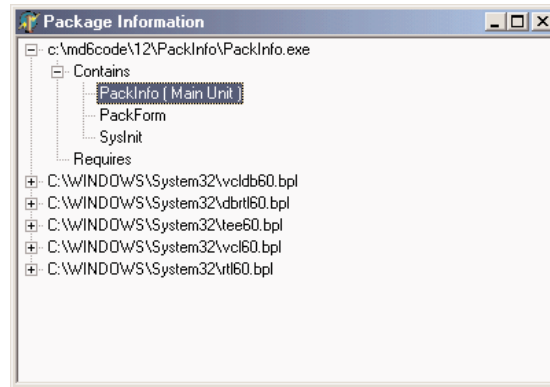 Package Information
c:\md6code\12\PackInfo\PackInfo.exe
Contains
PackInfo ( Main Unit )
PackForm
SysInit
Requires
C:\WINDOWS\System32\vcldb60.bpl
C:\WINDOWS\System32\dbrtl60.bpl
C:\WINDOWS\System32\tee60.bpl
C:\WINDOWS\System32\vcl60.bpl
C:\WINDOWS\System32\rtl60.bpl